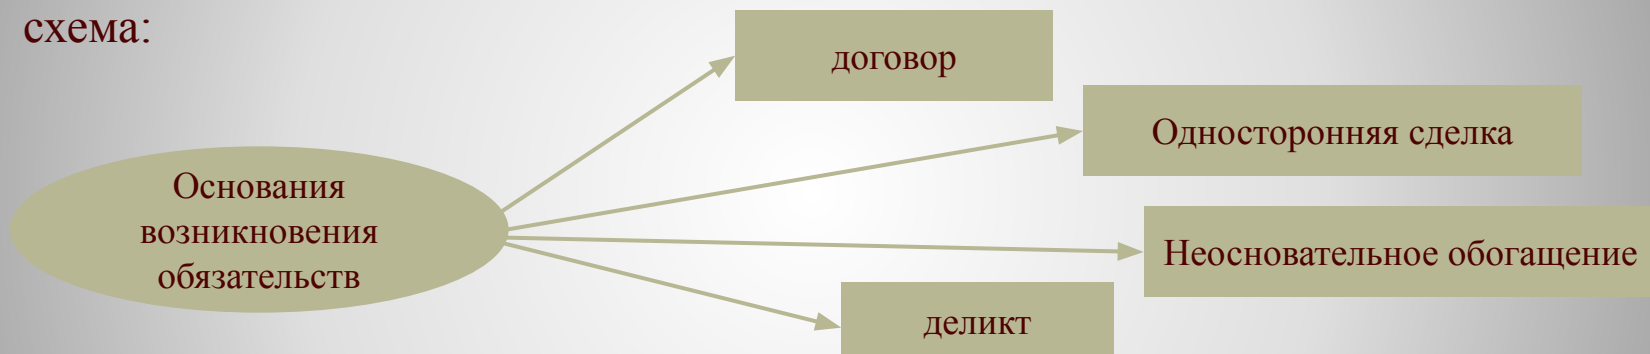 схема:
договор
Односторонняя сделка
Основания
возникновения
обязательств
Неосновательное обогащение
деликт